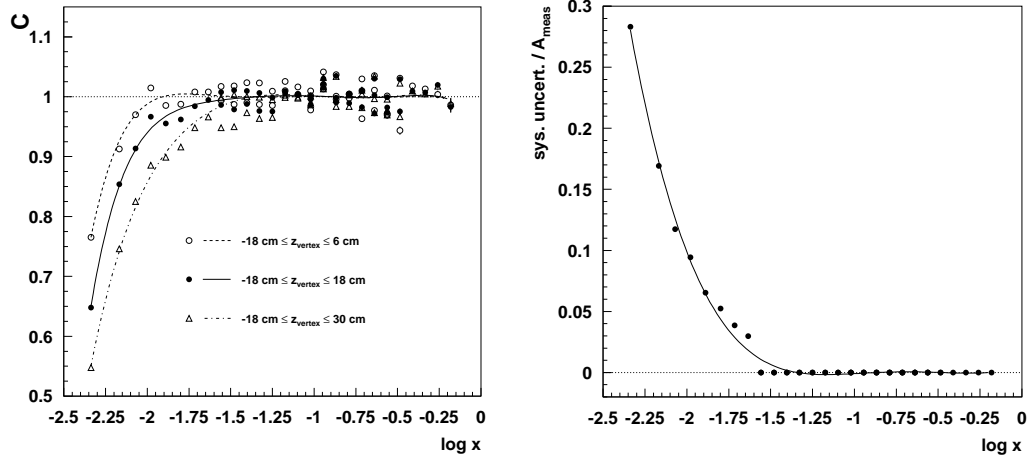 C
1.1
1
0.9
0.8
0.7
0.6
0.5
-18 cm ≤ z_vertex ≤ 6 cm
-18 cm ≤ z_vertex ≤ 18 cm
-18 cm ≤ z_vertex ≤ 30 cm
-2.5 -2.25 -2 -1.75 -1.5 -1.25 -1 -0.75 -0.5 -0.25 0
log x
sys. uncert. / A_meas
0.3
0.25
0.2
0.15
0.1
0.05
0
-2.5 -2.25 -2 -1.75 -1.5 -1.25 -1 -0.75 -0.5 -0.25 0
log x